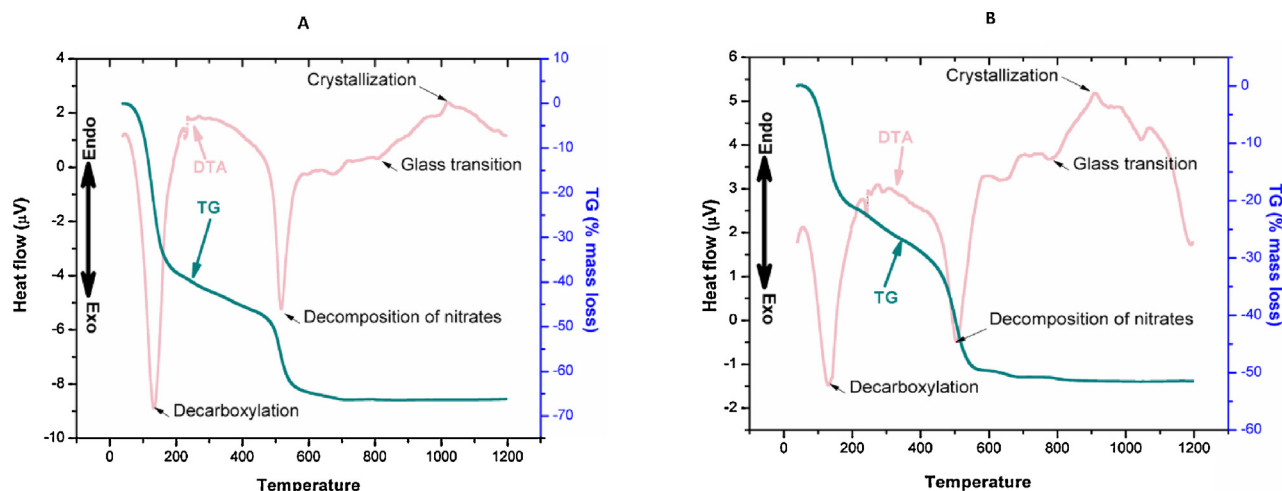 A
4
2
0
-2
-4
-6
-8
-10
Heat flow (μV)
Endo
Exo
Crystallization
DTA
Glass transition
TG
Decomposition of nitrates
Decarboxylation
10
0
-10
-20
-30
-40
-50
-60
-70
TG (% mass loss)
0 200 400 600 800 1000 1200
Temperature
B
6
5
4
3
2
1
0
-1
-2
Heat flow (μV)
Endo
Exo
Crystallization
DTA
Glass transition
TG
Decomposition of nitrates
Decarboxylation
0
-10
-20
-30
-40
-50
-60
TG (% mass loss)
0 200 400 600 800 1000 1200
Temperature